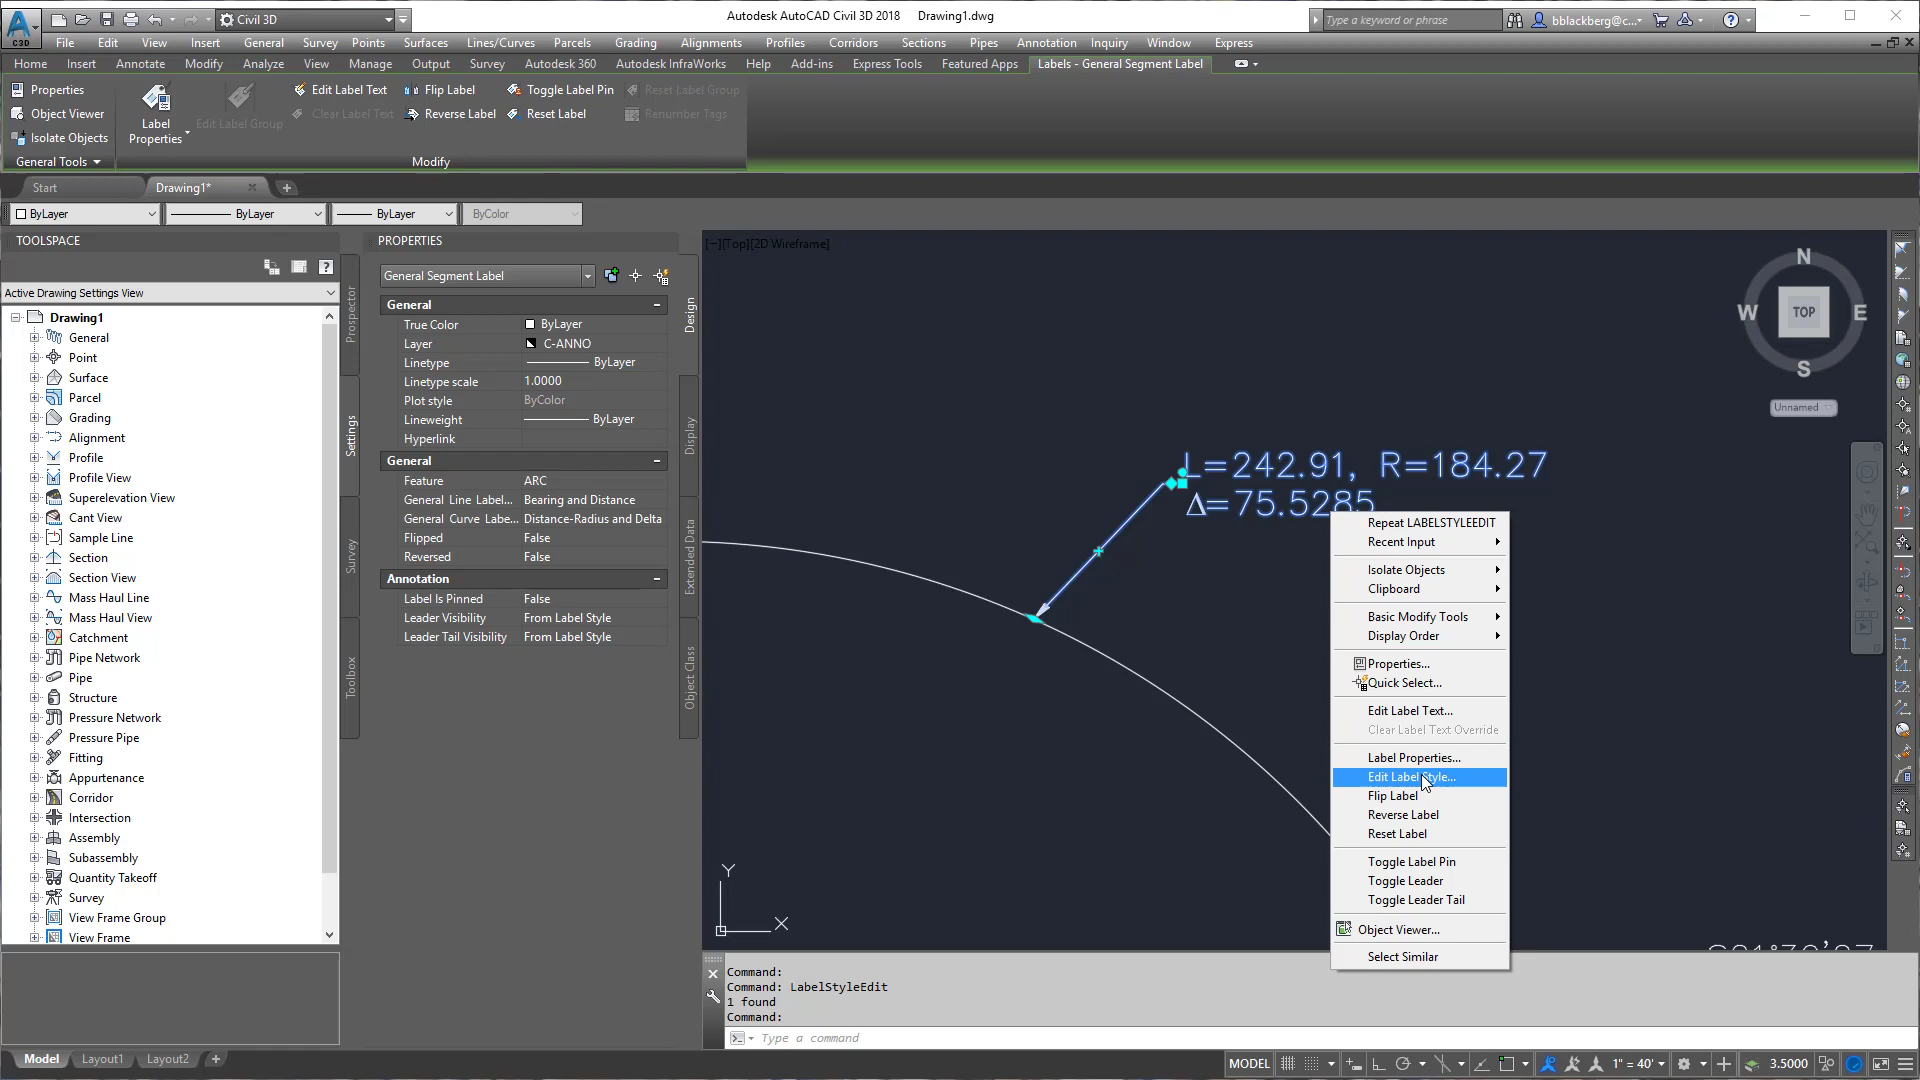 Civil 3D
Autodesk AutoCAD Civil 3D 2018 Drawing1.dwg
Type a keyword or phrase
bblackberg@c...
C3D
File Edit View Insert General Survey Points Surfaces Lines/Curves Parcels Grading Alignments Profiles Corridors Sections Pipes Annotation Inquiry Window Express
Home Insert Annotate Modify Analyze View Manage Output Survey Autodesk 360 Autodesk InfraWorks Help Add-ins Express Tools Featured Apps Labels - General Segment Label
Properties
Object Viewer
Isolate Objects
General Tools
Label
Properties
Edit Label Group
Edit Label Text
Clear Label Text
Flip Label
Reverse Label
Toggle Label Pin
Reset Label
Reset Label Group
Renumber Tags
Modify
Start
Drawing1*
ByLayer
ByLayer
ByLayer
ByColor
TOOLSPACE
Active Drawing Settings View
Drawing1
General
Point
Surface
Parcel
Grading
Alignment
Profile
Profile View
Superelevation View
Cant View
Sample Line
Section
Section View
Mass Haul Line
Mass Haul View
Catchment
Pipe Network
Pipe
Structure
Pressure Network
Pressure Pipe
Fitting
Appurtenance
Corridor
Intersection
Assembly
Subassembly
Quantity Takeoff
Survey
View Frame Group
View Frame
Prospector
Settings
Survey
Toolbox
PROPERTIES
General Segment Label
General
True Color ByLayer
Layer C-ANNO
Linetype ByLayer
Linetype scale 1.0000
Plot style ByColor
Lineweight ByLayer
Hyperlink
General
Feature ARC
General Line Label... Bearing and Distance
General Curve Labe... Distance-Radius and Delta
Flipped False
Reversed False
Annotation
Label Is Pinned False
Leader Visibility From Label Style
Leader Tail Visibility From Label Style
Design
Display
Extended Data
Object Class
[−][Top][2D Wireframe]
N
W TOP E
S
Unnamed
L=242.91, R=184.27
Δ=75.5285
Repeat LABELSTYLEEDIT
Recent Input
Isolate Objects
Clipboard
Basic Modify Tools
Display Order
Properties...
Quick Select...
Edit Label Text...
Clear Label Text Override
Label Properties...
Edit Label Style...
Flip Label
Reverse Label
Reset Label
Toggle Label Pin
Toggle Leader
Toggle Leader Tail
Object Viewer...
Select Similar
Y
X
Command:
Command: LabelStyleEdit
1 found
Command:
Type a command
Model Layout1 Layout2
MODEL
1" = 40'
3.5000